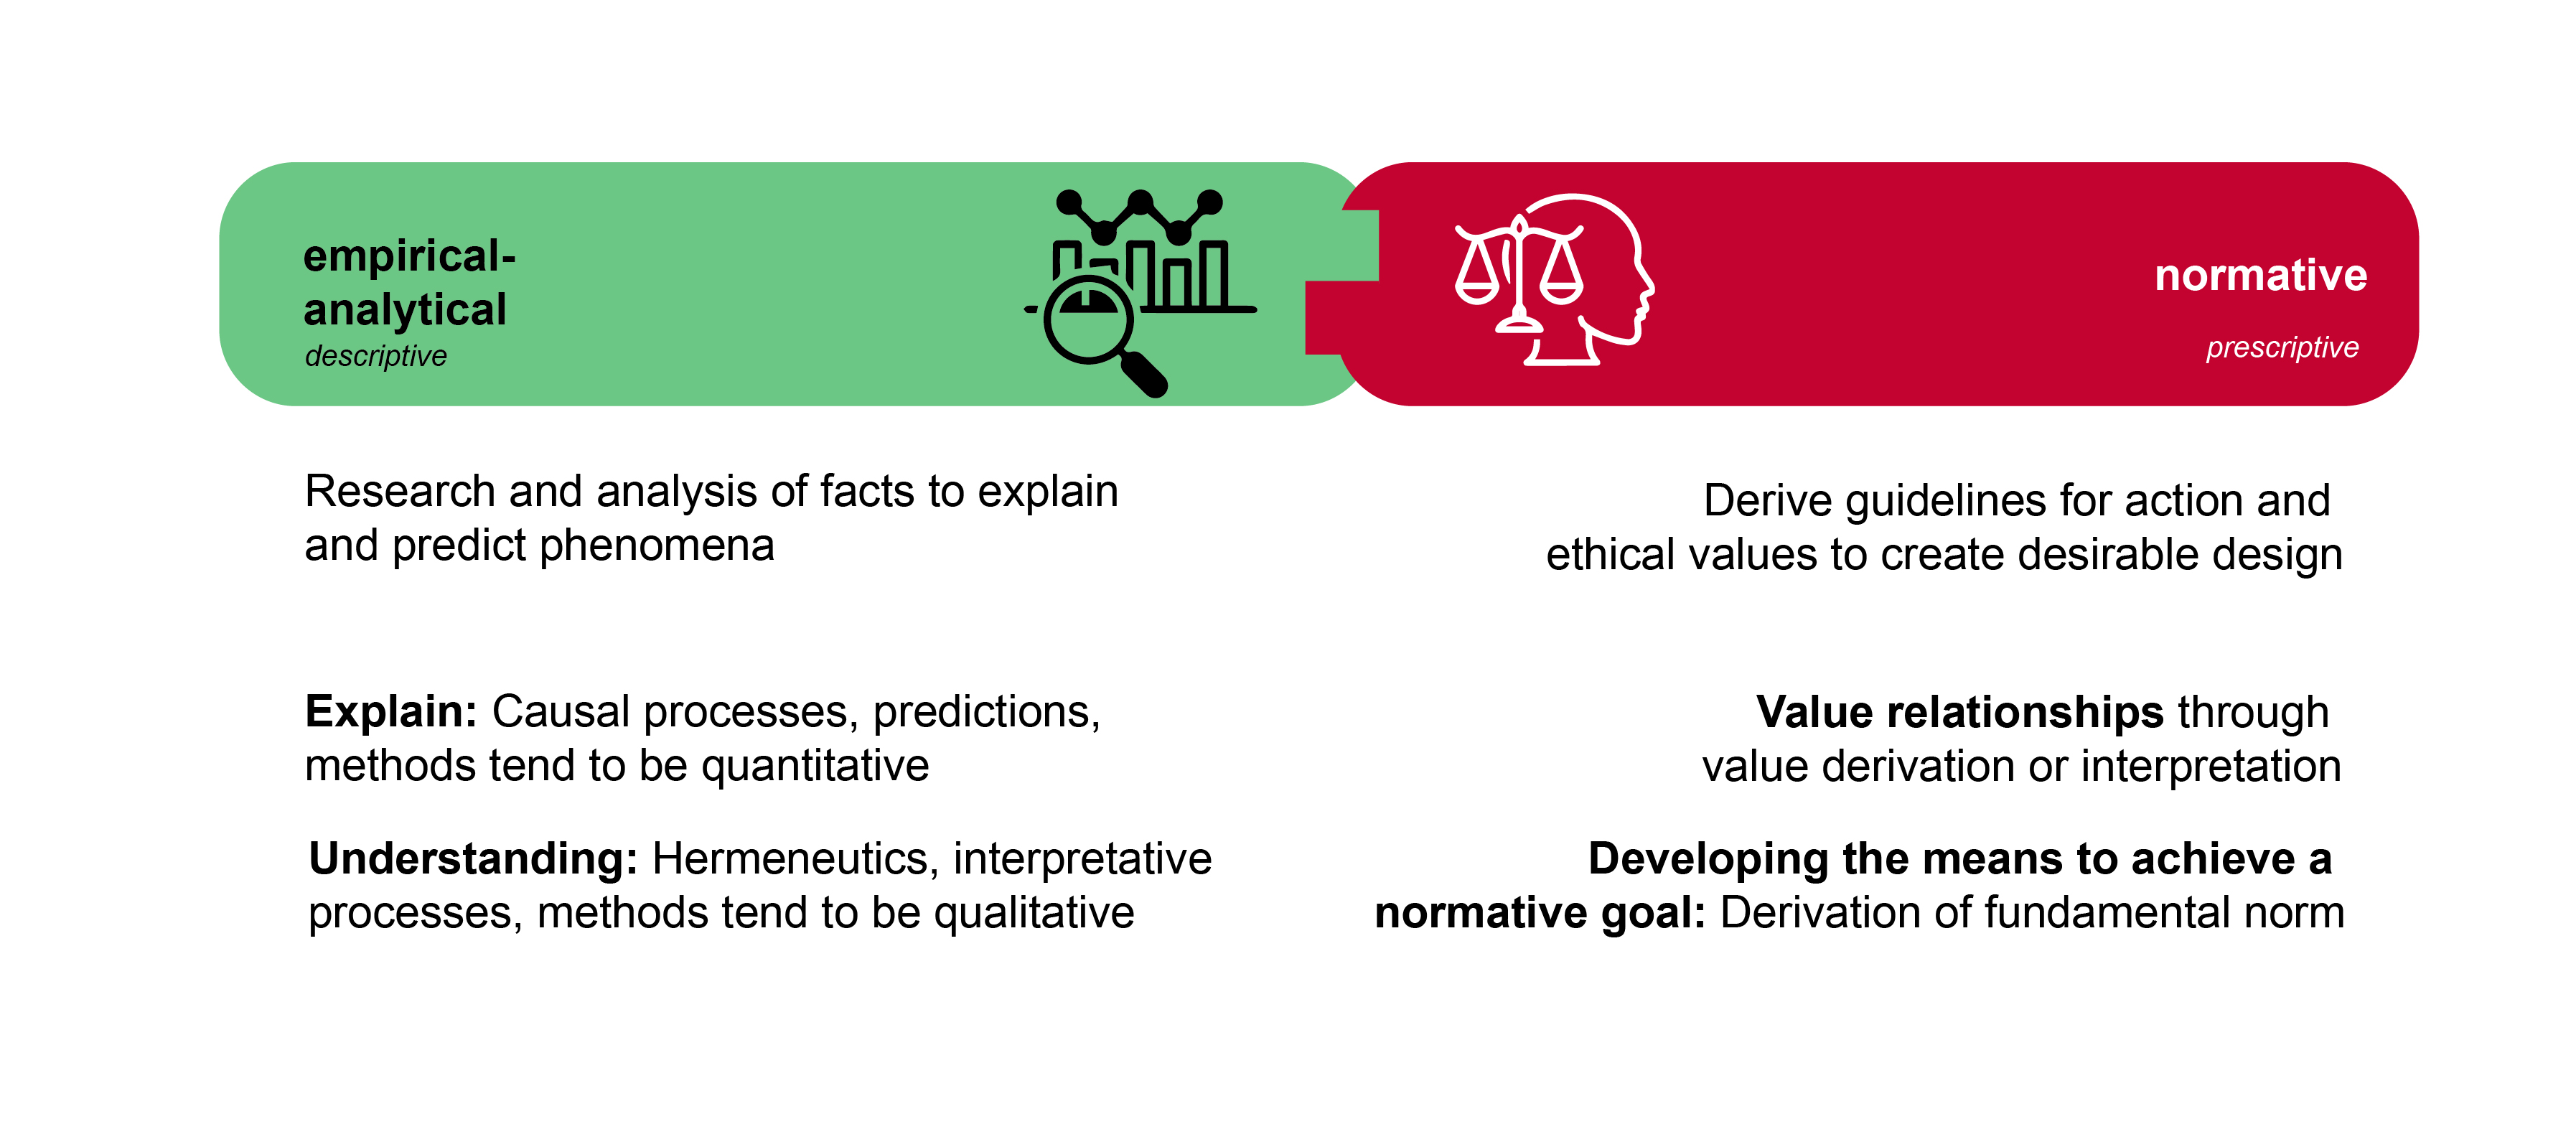 empirical-
analytical
descriptive
normative
prescriptive
Research and analysis of facts to explain
and predict phenomena
Derive guidelines for action and
ethical values to create desirable design
Explain: Causal processes, predictions,
methods tend to be quantitative
Value relationships through
value derivation or interpretation
Understanding: Hermeneutics, interpretative
processes, methods tend to be qualitative
Developing the means to achieve a
normative goal: Derivation of fundamental norm